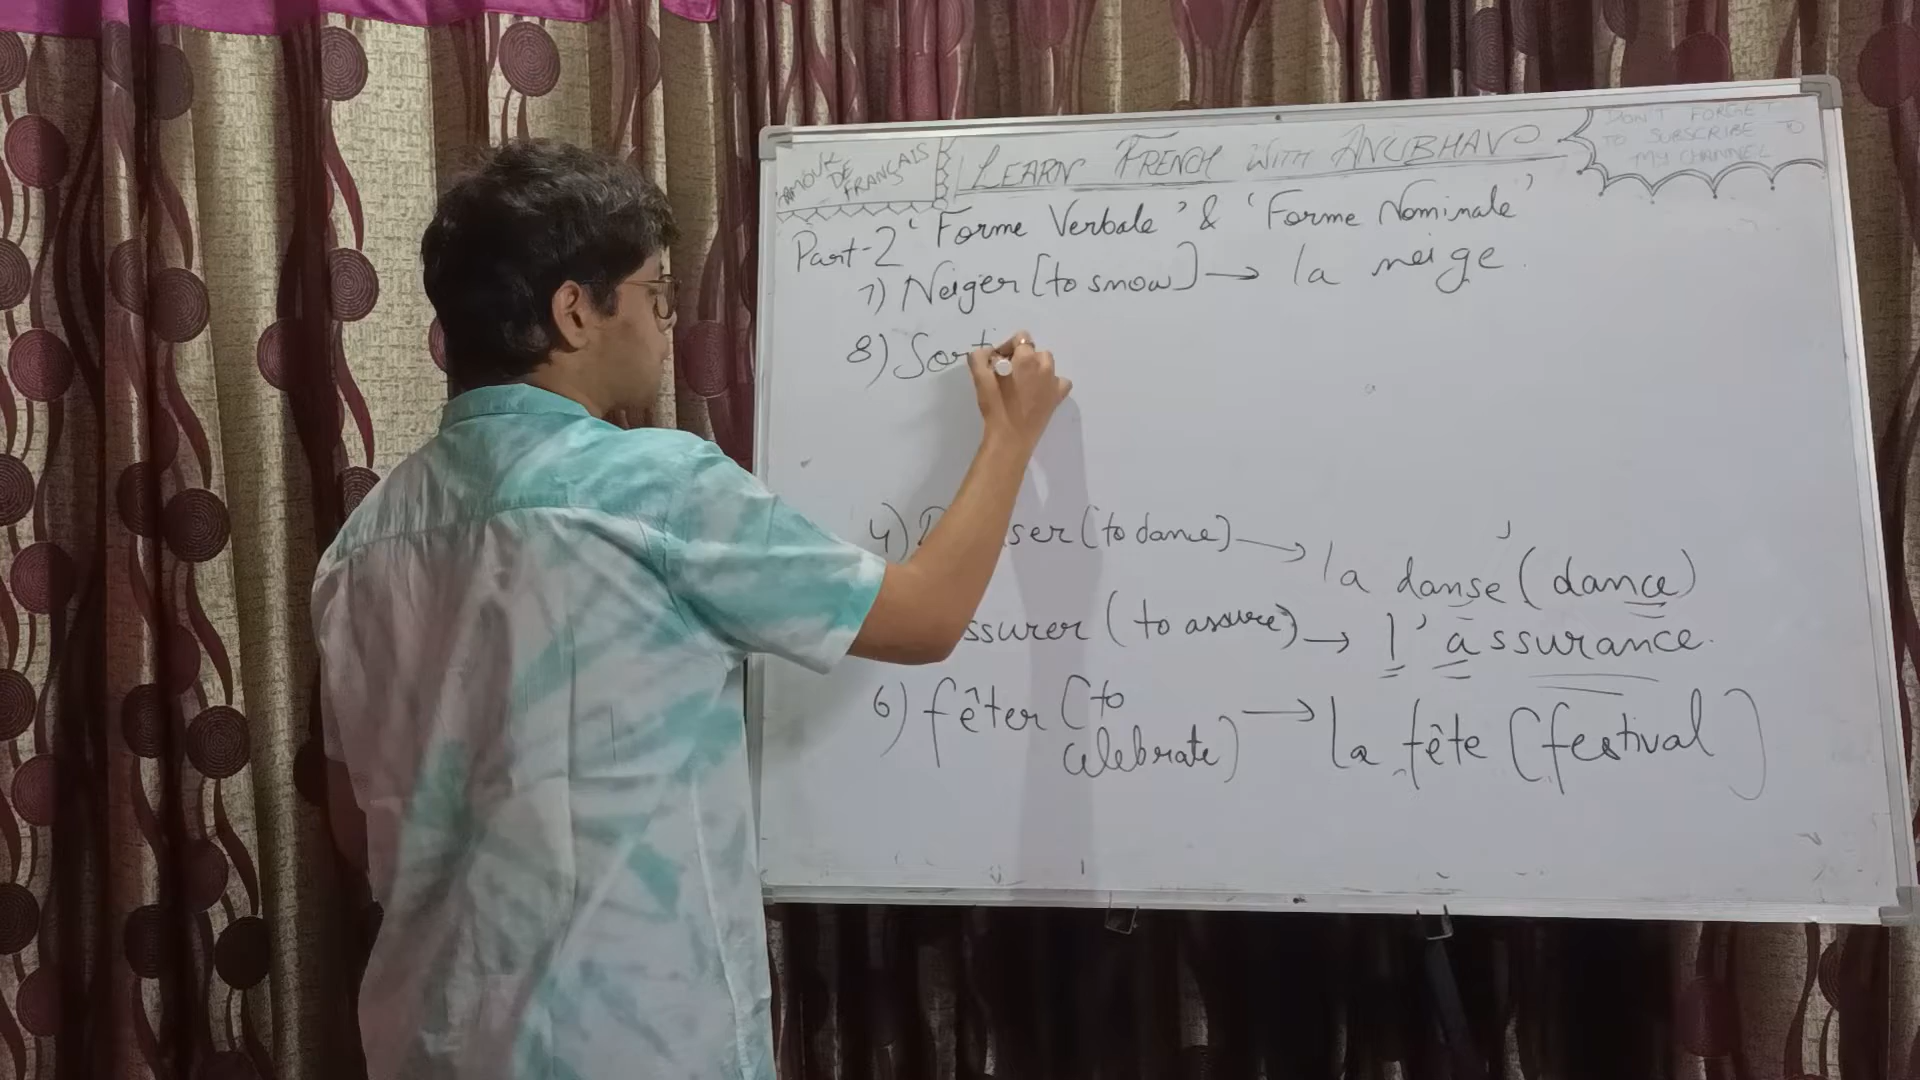 L'AMOUR
DE
FRANÇAIS
LEARN FRENCH WITH ANUBHAV
DON'T FORGET
TO SUBSCRIBE TO
MY CHANNEL
Part-2 'Forme Verbale' & 'Forme Nominale'
7) Neiger [to snow] → la neige.
8) Sort
4) D ser (to dance) → la danse (dance)
ssurer (to assure) → l'assurance.
6) fêter (to celebrate) → la fête (festival)